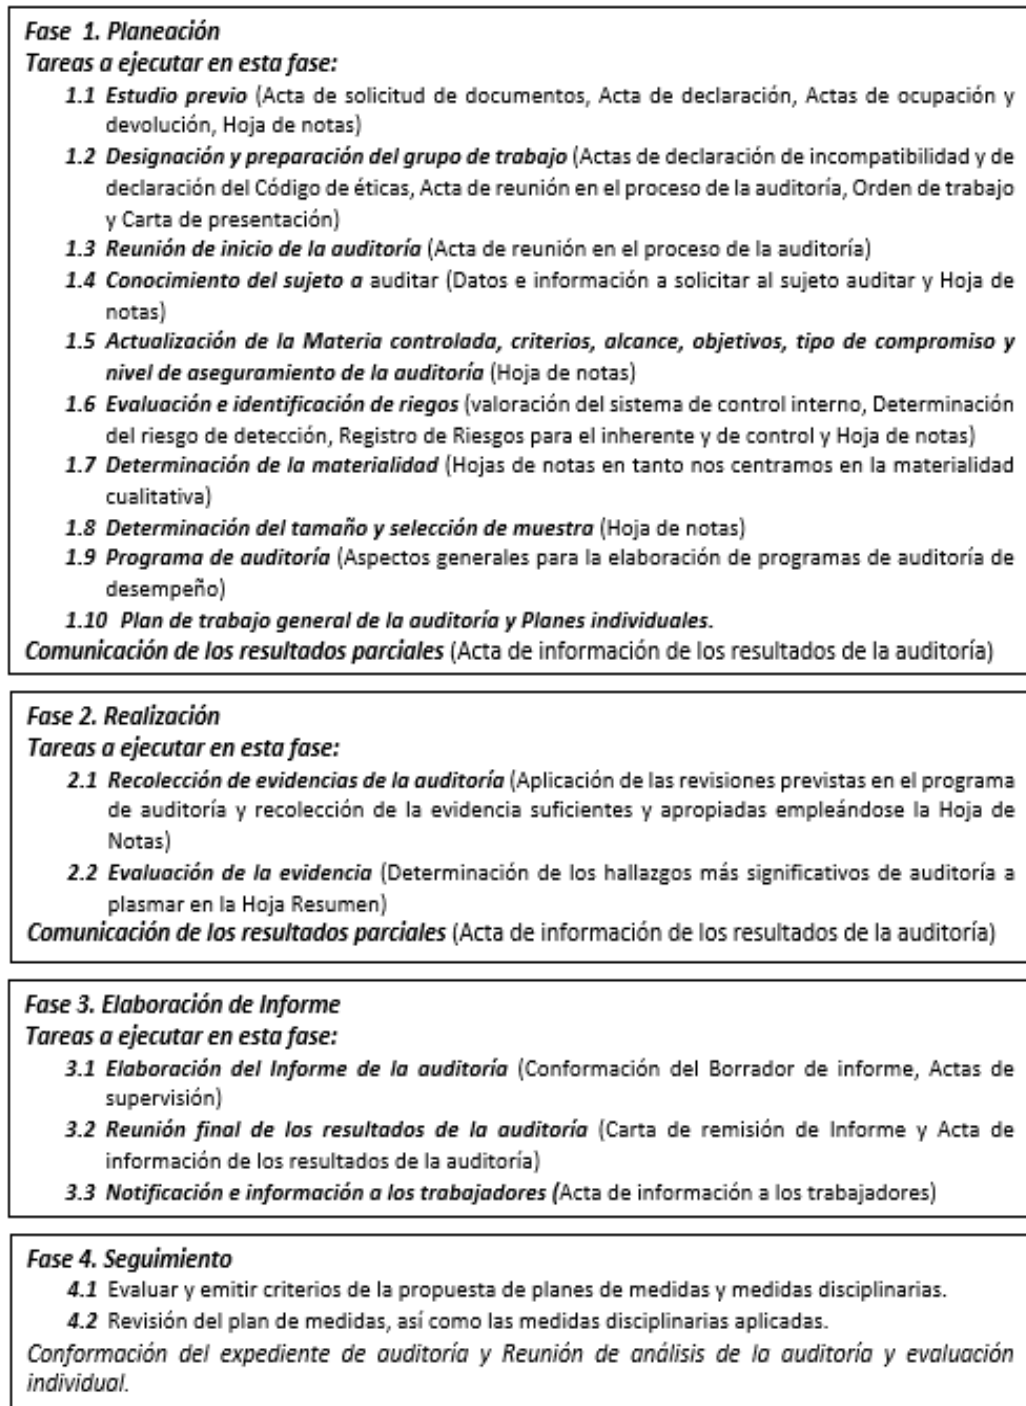 Fase 1. Planeación
Tareas a ejecutar en esta fase:
1.1 Estudio previo (Acta de solicitud de documentos, Acta de declaración, Actas de ocupación y
devolución, Hoja de notas)
1.2 Designación y preparación del grupo de trabajo (Actas de declaración de incompatibilidad y de
declaración del Código de éticas, Acta de reunión en el proceso de la auditoría, Orden de trabajo
y Carta de presentación)
1.3 Reunión de inicio de la auditoría (Acta de reunión en el proceso de la auditoría)
1.4 Conocimiento del sujeto a auditar (Datos e información a solicitar al sujeto auditar y Hoja de
notas)
1.5 Actualización de la Materia controlada, criterios, alcance, objetivos, tipo de compromiso y
nivel de aseguramiento de la auditoría (Hoja de notas)
1.6 Evaluación e identificación de riegos (valoración del sistema de control interno, Determinación
del riesgo de detección, Registro de Riesgos para el inherente y de control y Hoja de notas)
1.7 Determinación de la materialidad (Hojas de notas en tanto nos centramos en la materialidad
cualitativa)
1.8 Determinación del tamaño y selección de muestra (Hoja de notas)
1.9 Programa de auditoría (Aspectos generales para la elaboración de programas de auditoría de
desempeño)
1.10 Plan de trabajo general de la auditoría y Planes individuales.
Comunicación de los resultados parciales (Acta de información de los resultados de la auditoría)
Fase 2. Realización
Tareas a ejecutar en esta fase:
2.1 Recolección de evidencias de la auditoría (Aplicación de las revisiones previstas en el programa
de auditoría y recolección de la evidencia suficientes y apropiadas empleándose la Hoja de
Notas)
2.2 Evaluación de la evidencia (Determinación de los hallazgos más significativos de auditoría a
plasmar en la Hoja Resumen)
Comunicación de los resultados parciales (Acta de información de los resultados de la auditoría)
Fase 3. Elaboración de Informe
Tareas a ejecutar en esta fase:
3.1 Elaboración del Informe de la auditoría (Conformación del Borrador de informe, Actas de
supervisión)
3.2 Reunión final de los resultados de la auditoría (Carta de remisión de Informe y Acta de
información de los resultados de la auditoría)
3.3 Notificación e información a los trabajadores (Acta de información a los trabajadores)
Fase 4. Seguimiento
4.1 Evaluar y emitir criterios de la propuesta de planes de medidas y medidas disciplinarias.
4.2 Revisión del plan de medidas, así como las medidas disciplinarias aplicadas.
Conformación del expediente de auditoría y Reunión de análisis de la auditoría y evaluación
individual.